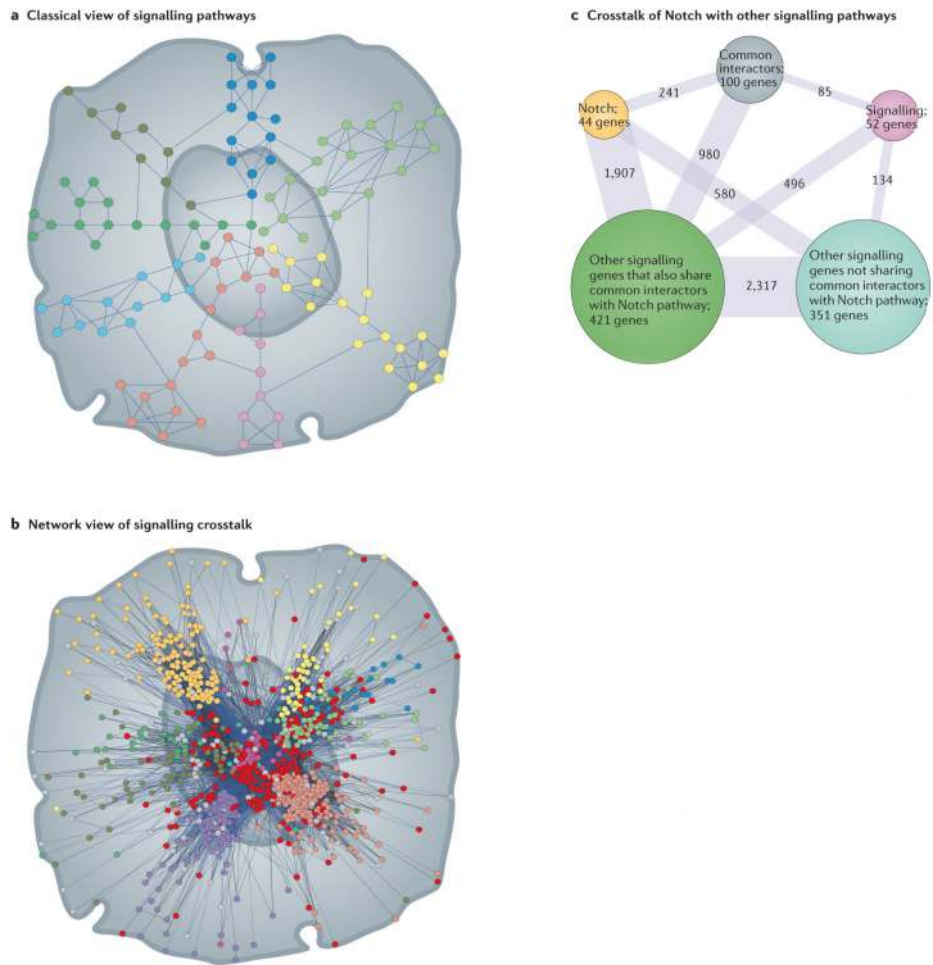 a Classical view of signalling pathways
c Crosstalk of Notch with other signalling pathways
Common
interactors;
100 genes
241
85
Notch;
44 genes
Signalling;
52 genes
980
1,907
580
496
134
Other signalling
genes that also share
common interactors
with Notch pathway;
421 genes
2,317
Other signalling
genes not sharing
common interactors
with Notch pathway;
351 genes
b Network view of signalling crosstalk